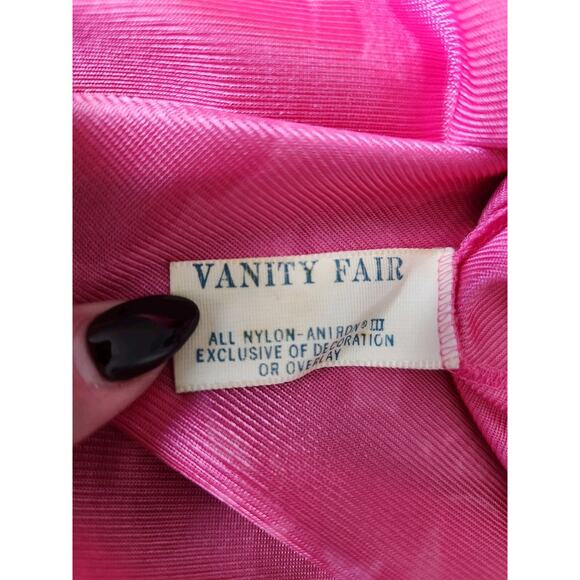 VANITY FAIR
ALL NYLON-ANTRON® III
EXCLUSIVE OF DECORATION
OR OVERLAY